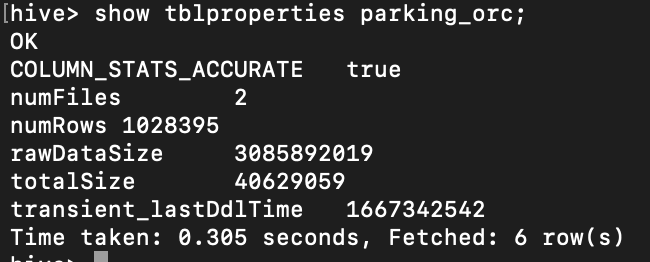 [hive> show tblproperties parking_orc;
OK
COLUMN_STATS_ACCURATE   true
numFiles        2
numRows 1028395
rawDataSize     3085892019
totalSize       40629059
transient_lastDdlTime   1667342542
Time taken: 0.305 seconds, Fetched: 6 row(s)
hive>